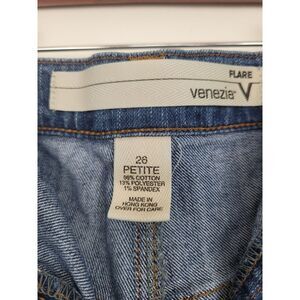 FLARE
venezia V
26
PETITE
86% COTTON
13% POLYESTER
1% SPANDEX
MADE IN
HONG KONG
OVER FOR CARE